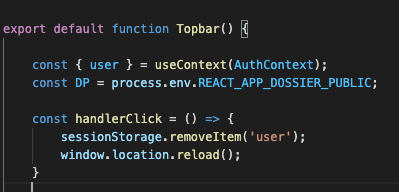 export default function Topbar() {
const { user } = useContext(AuthContext);
const DP = process.env.REACT_APP_DOSSIER_PUBLIC;
const handlerClick = () => {
sessionStorage.removeItem('user');
window.location.reload();
}